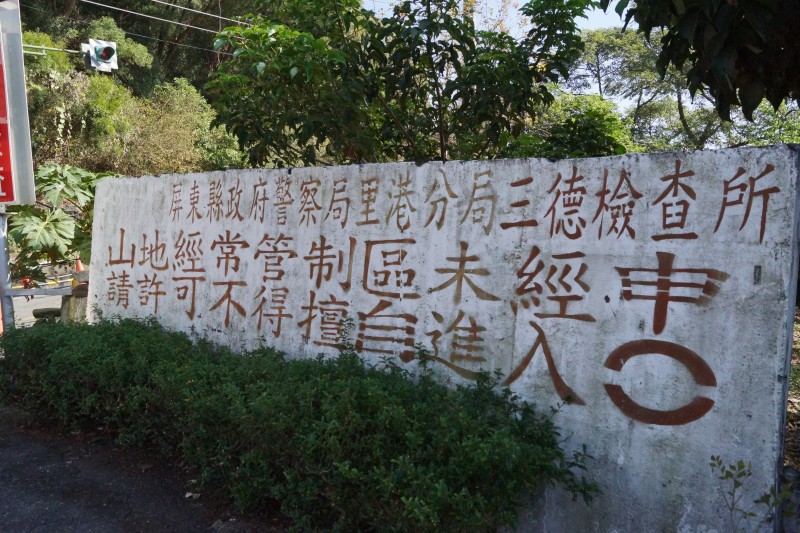 屏東縣政府警察局里港分局三德檢查所
山地經常管制區未經申
請許可不得擅自進入。